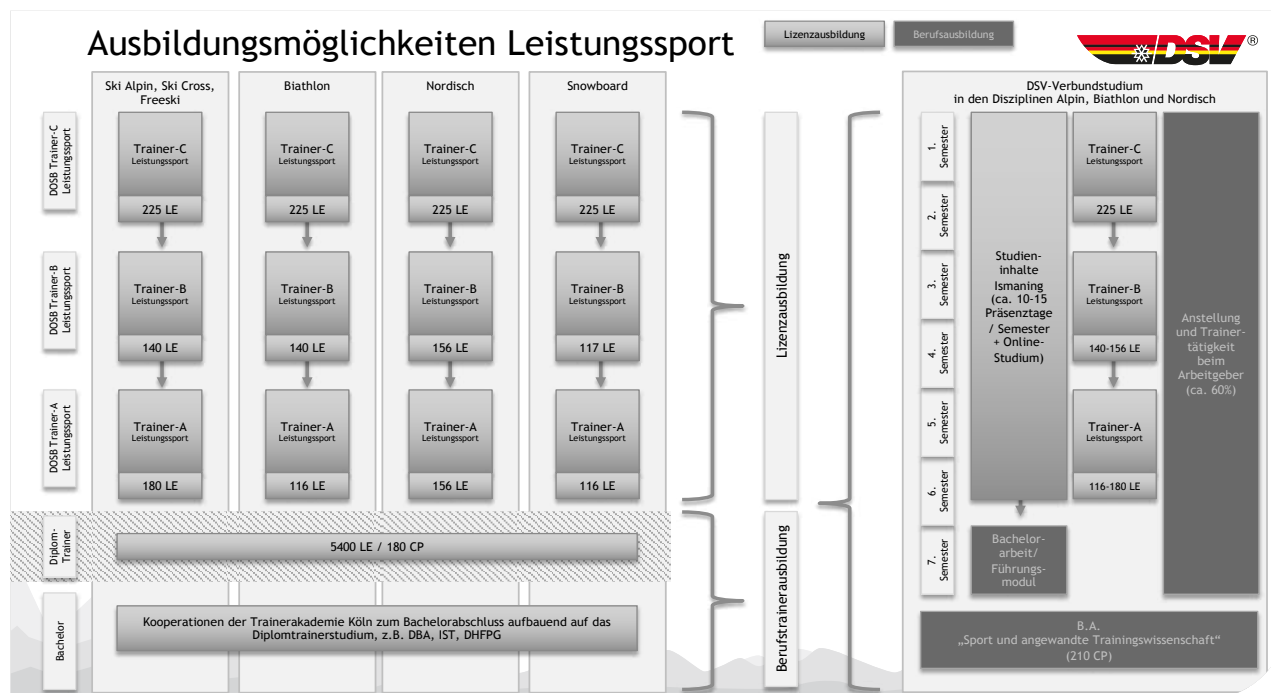 Ausbildungsmöglichkeiten Leistungssport
Lizenzausbildung
Berufsausbildung
DSV®
Ski Alpin, Ski Cross,
Freeski
Biathlon
Nordisch
Snowboard
DOSB Trainer-C
Leistungssport
Trainer-C
Leistungssport
225 LE
Trainer-C
Leistungssport
225 LE
Trainer-C
Leistungssport
225 LE
Trainer-C
Leistungssport
225 LE
DOSB Trainer-B
Leistungssport
Trainer-B
Leistungssport
140 LE
Trainer-B
Leistungssport
140 LE
Trainer-B
Leistungssport
156 LE
Trainer-B
Leistungssport
117 LE
DOSB Trainer-A
Leistungssport
Trainer-A
Leistungssport
180 LE
Trainer-A
Leistungssport
116 LE
Trainer-A
Leistungssport
156 LE
Trainer-A
Leistungssport
116 LE
Diplom-
Trainer
5400 LE / 180 CP
Bachelor
Kooperationen der Trainerakademie Köln zum Bachelorabschluss aufbauend auf das
Diplomtrainerstudium, z.B. DBA, IST, DHFPG
Lizenzausbildung
Berufstrainerausbildung
DSV-Verbundstudium
in den Disziplinen Alpin, Biathlon und Nordisch
1.
Semester
2.
Semester
3.
Semester
4.
Semester
5.
Semester
6.
Semester
7.
Semester
Studien-
inhalte
Ismaning
(ca. 10-15
Präsenztage
/ Semester
+ Online-
Studium)
Bachelor-
arbeit/
Führungs-
modul
Trainer-C
Leistungssport
225 LE
Trainer-B
Leistungssport
140-156 LE
Trainer-A
Leistungssport
116-180 LE
Anstellung
und Trainer-
tätigkeit
beim
Arbeitgeber
(ca. 60%)
B.A.
„Sport und angewandte Trainingswissenschaft“
(210 CP)